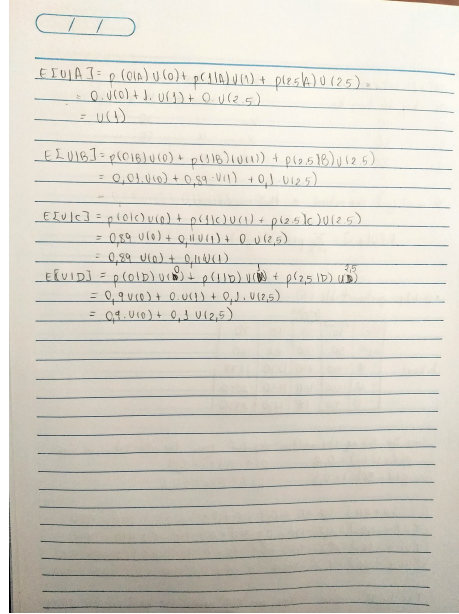 / /
E[U|A] = p(0|A)U(0) + p(1|A)U(1) + p(2.5|A)U(2.5) =
= 0.U(0) + 1. U(1) + 0.U(2.5)
= U(1)
E[U|B] = p(0|B)U(0) + p(1|B)(U(1)) + p(2.5|B)U(2.5)
= 0,01.U(0) + 0,89.U(1) + 0,1 U(2.5)
E[U|C] = p(0|C)U(0) + p(1|C)U(1) + p(2.5|C)U(2.5)
= 0,89 U(0) + 0,11U(1) + 0.U(2.5)
= 0,89 U(0) + 0,11U(1)
E[U|D] = p(0|D)U(0) + p(1|D)U(1) + p(2,5|D)U(2,5)
= 0,9U(0) + 0.U(1) + 0,1.U(2,5)
= 0,9.U(0) + 0,1 U(2,5)